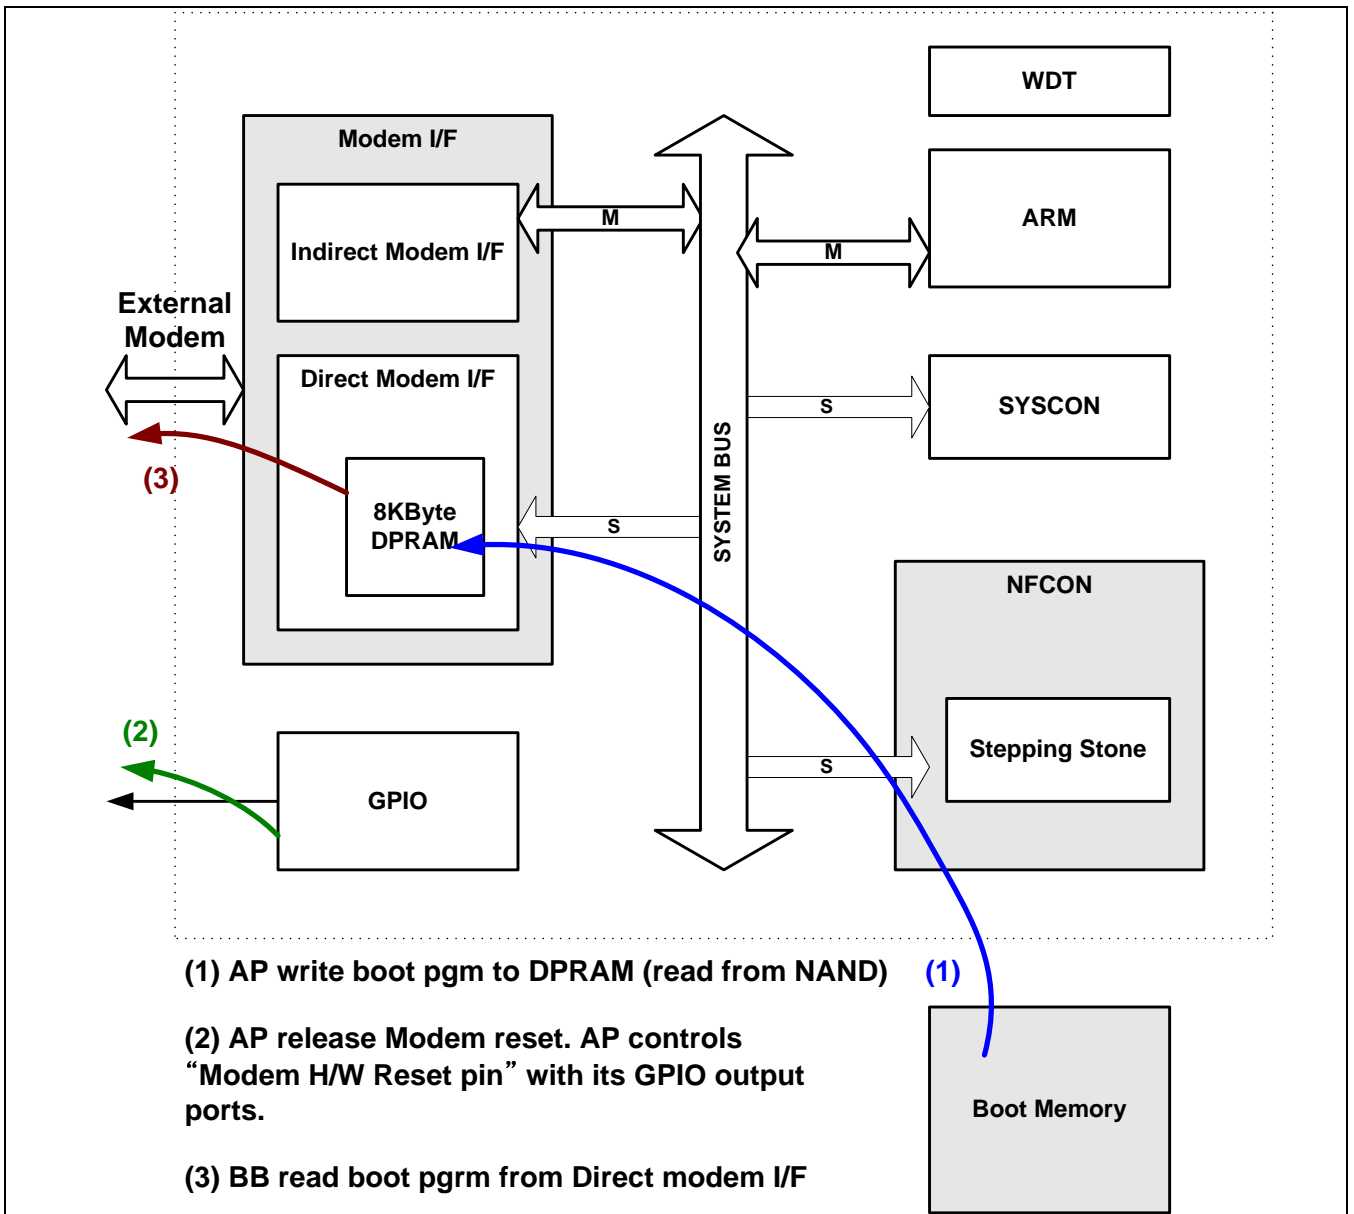 WDT
Modem I/F
ARM
M
M
Indirect Modem I/F
External
Modem
Direct Modem I/F
SYSCON
S
(3)
8KByte
DPRAM
S
SYSTEM BUS
NFCON
(2)
Stepping Stone
S
GPIO
(1) AP write boot pgm to DPRAM (read from NAND)
(1)
(2) AP release Modem reset. AP controls
“Modem H/W Reset pin” with its GPIO output
ports.
Boot Memory
(3) BB read boot pgrm from Direct modem I/F